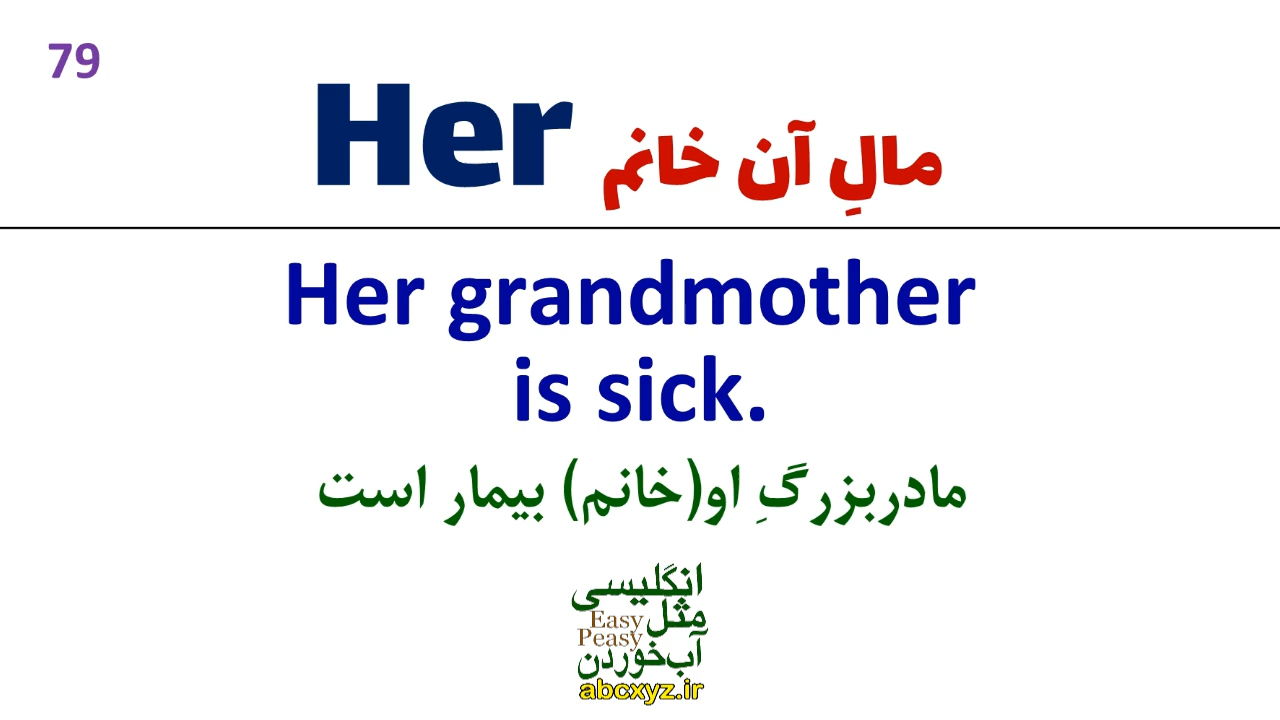 79
Her مالِ آن خانم
Her grandmother
is sick.
مادربزرگِ او(خانم) بیمار است
انگلیسی
مثل
Easy
Peasy
آب‌خوردن
abcxyz.ir